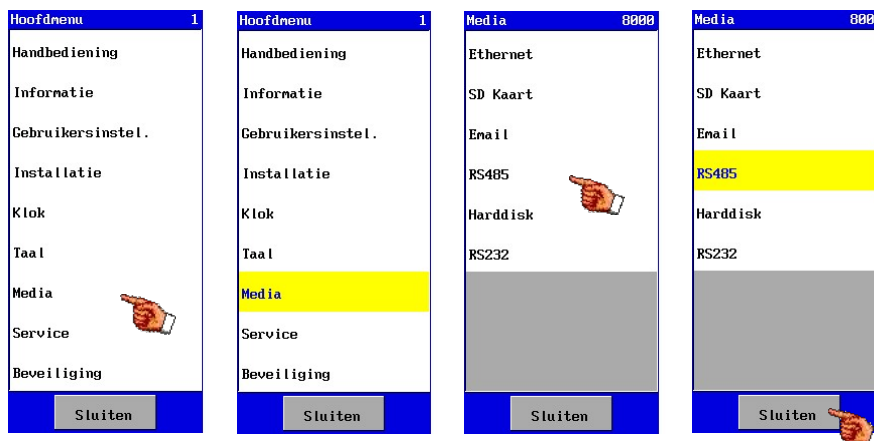 Hoofdmenu 1
Handbediening
Informatie
Gebruikersinstel.
Installatie
Klok
Taal
Media
Service
Beveiliging
Sluiten
Hoofdmenu 1
Handbediening
Informatie
Gebruikersinstel.
Installatie
Klok
Taal
Media
Service
Beveiliging
Sluiten
Media 8000
Ethernet
SD Kaart
Email
RS485
Harddisk
RS232
Sluiten
Media 800
Ethernet
SD Kaart
Email
RS485
Harddisk
RS232
Sluiten